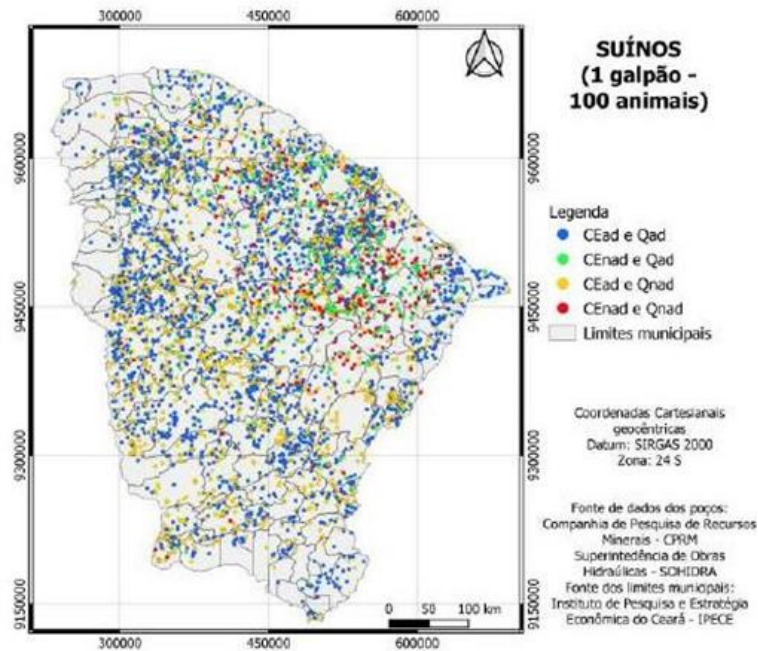 300000 450000 600000
SUÍNOS
(1 galpão -
100 animais)
9600000 9600000
Legenda
CEad e Qad
CEnad e Qad
CEad e Qnad
CEnad e Qnad
Limites municipais
9450000 9450000
Coordenadas Cartesianais
geocêntricas
Datum: SIRGAS 2000
Zona: 24 S
9300000 9300000
Fonte de dados dos poços:
Companhia de Pesquisa de Recursos
Minerais - CPRM
Superintedência de Obras
Hidráulicas - SOHIDRA
Fonte dos limites municipais:
Instituto de Pesquisa e Estratégia
Econômica do Ceará - IPECE
9150000 9150000
0 50 100 km
300000 450000 600000